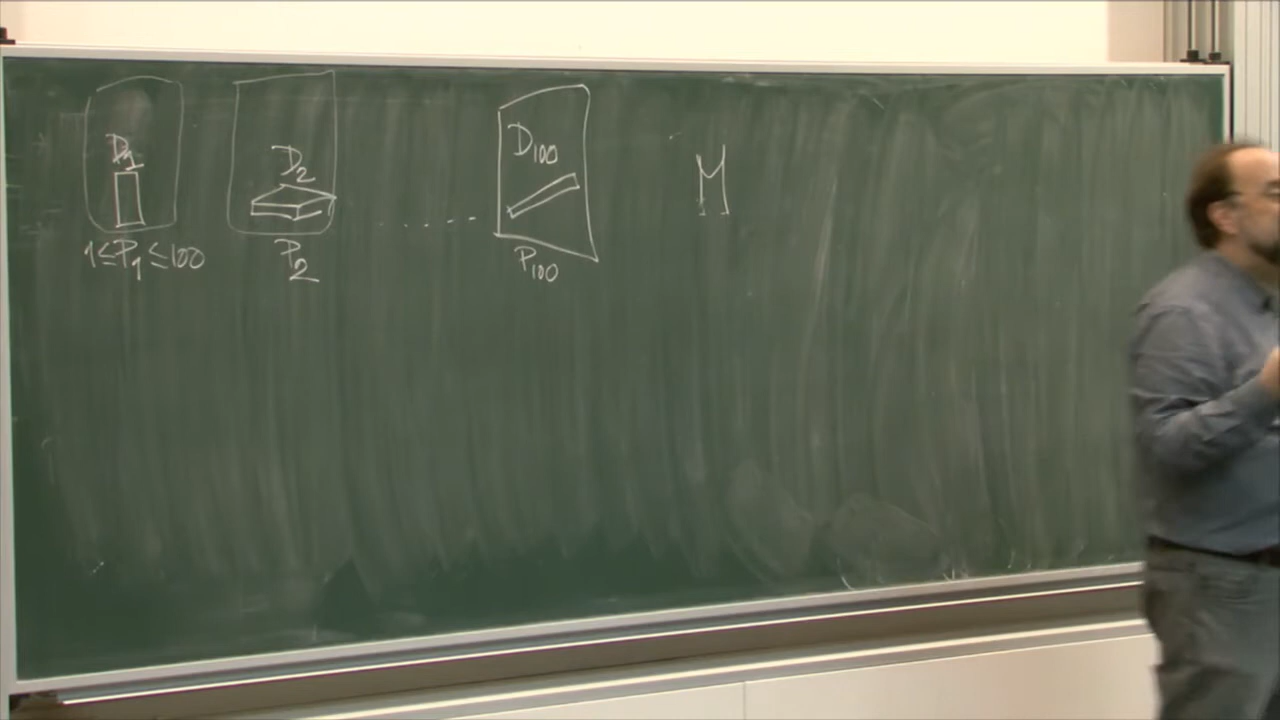 D₁ D₂ ...... D₁₀₀ M
1≤P₁≤100 P₂ P₁₀₀